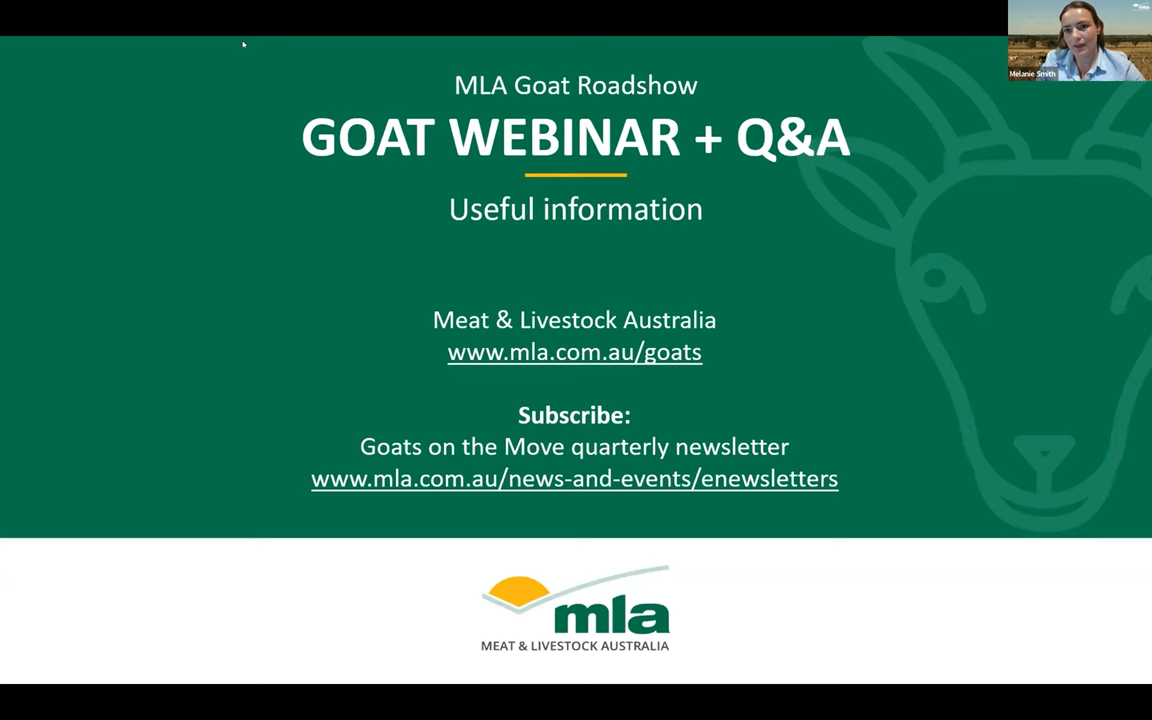 mla
Melanie Smith
MLA Goat Roadshow
GOAT WEBINAR + Q&A
Useful information
Meat & Livestock Australia
www.mla.com.au/goats
Subscribe:
Goats on the Move quarterly newsletter
www.mla.com.au/news-and-events/enewsletters
mla
MEAT & LIVESTOCK AUSTRALIA